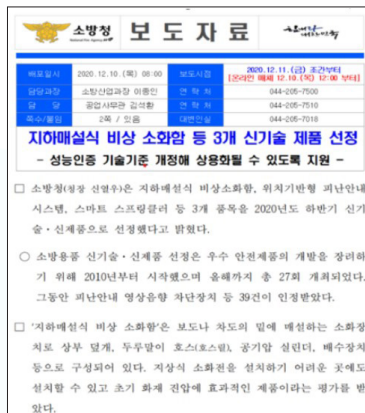 소방청 보도자료
배포일시 2020.12.10.(목) 08:00 보도시점 2020.12.11.(금) 조간부터
[온라인 매체 12.10.(목) 12:00 부터]
담당과장 소방산업과장 이종인 연 락 처 044-205-7500
담 당 공업사무관 김석환 연 락 처 044-205-7510
쪽수/붙임 2쪽 / 있음 대변인실 044-205-7018
지하매설식 비상 소화함 등 3개 신기술 제품 선정
- 성능인증 기술기준 개정해 상용화될 수 있도록 지원 -
□ 소방청(청장 신열우)은 지하매설식 비상소화함, 위치기반형 피난안내
시스템, 스마트 스프링클러 등 3개 품목을 2020년도 하반기 신기
술・신제품으로 선정했다고 밝혔다.
○ 소방용품 신기술・신제품 선정은 우수 안전제품의 개발을 장려하
기 위해 2010년부터 시작했으며 올해까지 총 27회 개최되었다.
그동안 피난안내 영상음향 차단장치 등 39건이 인정받았다.
□ '지하매설식 비상 소화함'은 보도나 차도의 밑에 매설하는 소화장
치로 상부 덮개, 두루말이 호스(호스릴), 공기압 실린더, 배수장치
등으로 구성되어 있다. 지상식 소화전을 설치하기 어려운 곳에도
설치할 수 있고 초기 화재 진압에 효과적인 제품이라는 평가를 받
았다.